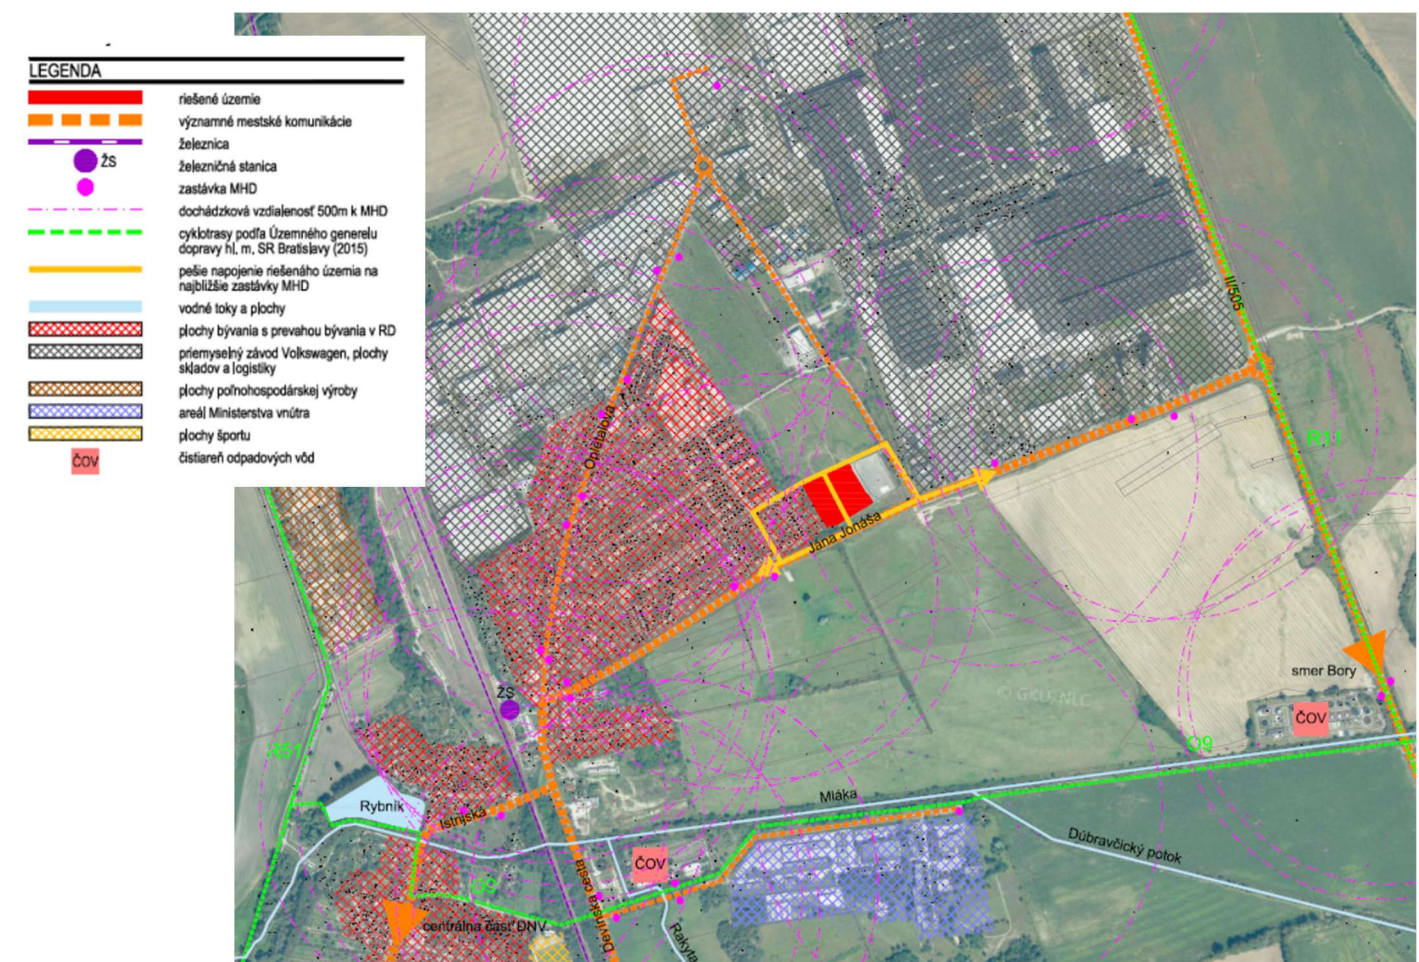 LEGENDA
riešené územie
významné mestské komunikácie
železnica
ŽS
železničná stanica
zastávka MHD
dochádzková vzdialenosť 500m k MHD
cyklotrasy podľa Územného generelu
dopravy hl. m. SR Bratislavy (2015)
pešie napojenie riešenáho územia na
najbližšie zastávky MHD
vodné toky a plochy
plochy bývania s prevahou bývania v RD
priemyselný závod Volkswagen, plochy
skladov a logistiky
plochy poľnohospodárskej výroby
areál Ministerstva vnútra
plochy športu
ČOV
čistiareň odpadových vôd
II/505
Opletalova
R11
Jána Jonáša
smer Bory
ŽS
© GKÚ, NLC
ČOV
R51
O9
Rybník
Mláka
Istrijská
Dúbravčický potok
ČOV
O9
Devínska cesta
centrálna časť DNV
Rakyta